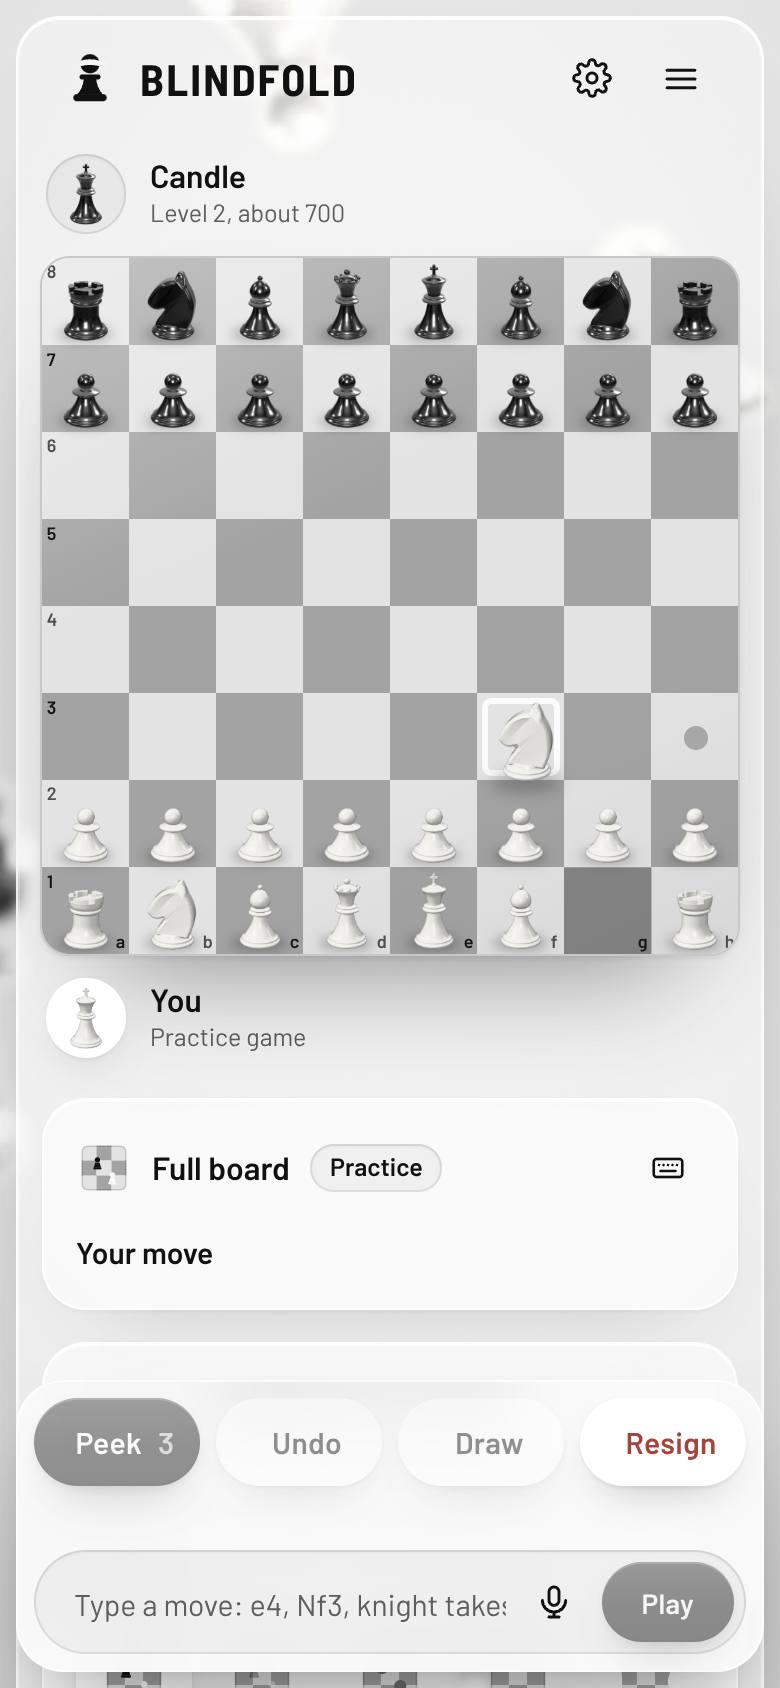 BLINDFOLD
Candle
Level 2, about 700
8
7
6
5
4
3
2
1
a b c d e f g h
You
Practice game
Full board Practice
Your move
Peek 3 Undo Draw Resign
Type a move: e4, Nf3, knight takes Play